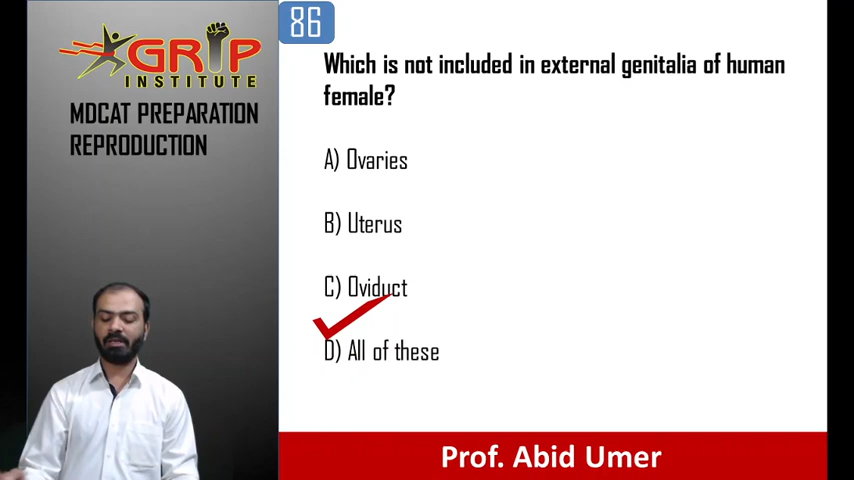 GRIP
INSTITUTE
MDCAT PREPARATION
REPRODUCTION
86
Which is not included in external genitalia of human
female?
A) Ovaries
B) Uterus
C) Oviduct
D) All of these
Prof. Abid Umer